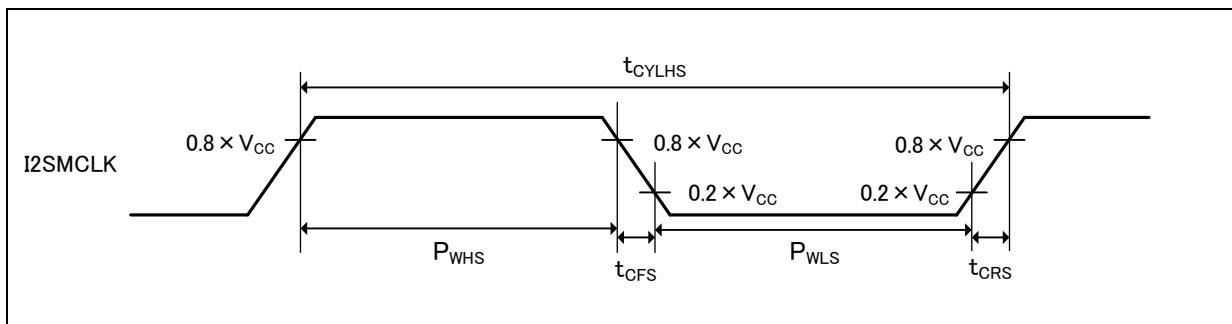 tCYLHS
0.8 × VCC
0.8 × VCC
0.8 × VCC
I2SMCLK
0.2 × VCC
0.2 × VCC
PWHS
PWLS
tCFS
tCRS